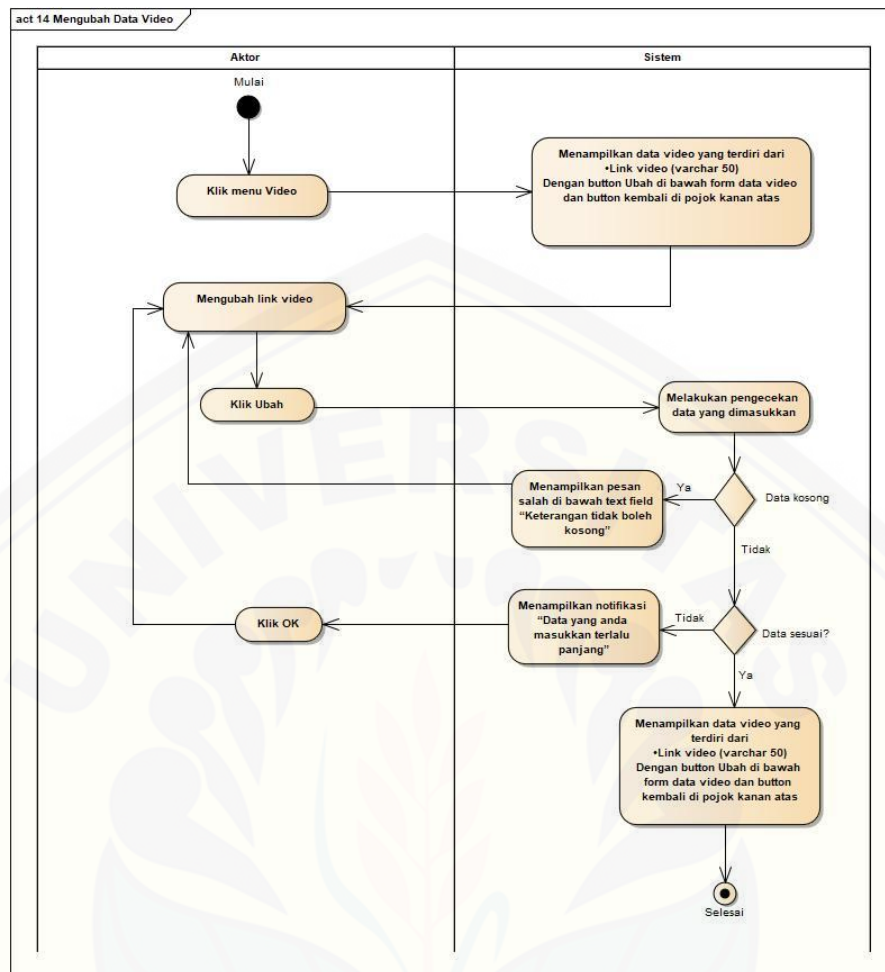 act 14 Mengubah Data Video
Aktor
Sistem
Mulai
Klik menu Video
Menampilkan data video yang terdiri dari
•Link video (varchar 50)
Dengan button Ubah di bawah form data video
dan button kembali di pojok kanan atas
Mengubah link video
Klik Ubah
Melakukan pengecekan
data yang dimasukkan
Menampilkan pesan
salah di bawah text field
“Keterangan tidak boleh
kosong”
Ya
Data kosong
Tidak
Klik OK
Menampilkan notifikasi
“Data yang anda
masukkan terlalu
panjang”
Tidak
Data sesuai?
Ya
Menampilkan data video yang
terdiri dari
•Link video (varchar 50)
Dengan button Ubah di bawah
form data video dan button
kembali di pojok kanan atas
Selesai
UNIVERSITAS